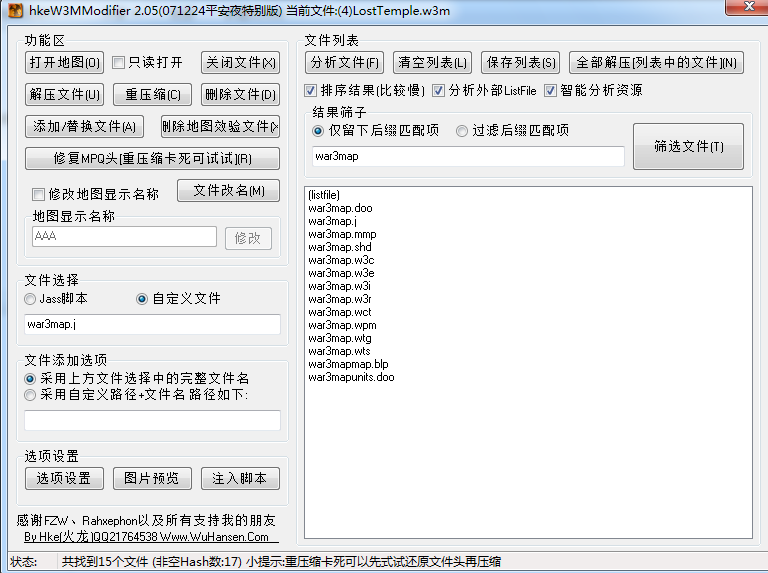 hkeW3MModifier 2.05(071224平安夜特别版) 当前文件:(4)LostTemple.w3m
功能区
打开地图(O) 只读打开 关闭文件(X)
解压文件(U) 重压缩(C) 删除文件(D)
添加/替换文件(A) 删除地图效验文件(
修复MPQ头[重压缩卡死可试试](R)
修改地图显示名称 文件改名(M)
地图显示名称
AAA 修改
文件选择
Jass脚本 自定义文件
war3map.j
文件添加选项
采用上方文件选择中的完整文件名
采用自定义路径+文件名 路径如下:
选项设置
选项设置 图片预览 注入脚本
感谢FZW、Rahxephon以及所有支持我的朋友
By Hke(火龙)QQ21764538 Www.WuHansen.Com
文件列表
分析文件(F) 清空列表(L) 保存列表(S) 全部解压[列表中的文件](N)
排序结果(比较慢) 分析外部ListFile 智能分析资源
结果筛子
仅留下后缀匹配项 过滤后缀匹配项
war3map
筛选文件(T)
(listfile)
war3map.doo
war3map.j
war3map.mmp
war3map.shd
war3map.w3c
war3map.w3e
war3map.w3i
war3map.w3r
war3map.wct
war3map.wpm
war3map.wtg
war3map.wts
war3mapmap.blp
war3mapunits.doo
状态: 共找到15个文件 (非空Hash数:17) 小提示:重压缩卡死可以先式试还原文件头再压缩